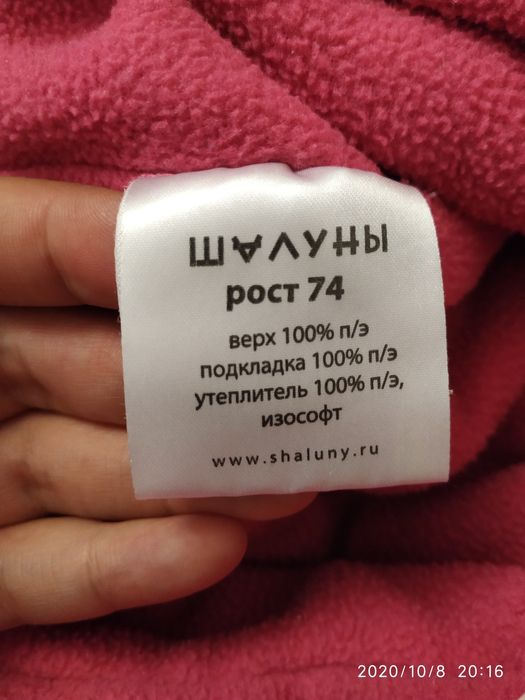 ШАЛУНЫ
рост 74
верх 100% п/э
подкладка 100% п/э
утеплитель 100% п/э,
изософт
www.shaluny.ru
2020/10/8 20:16